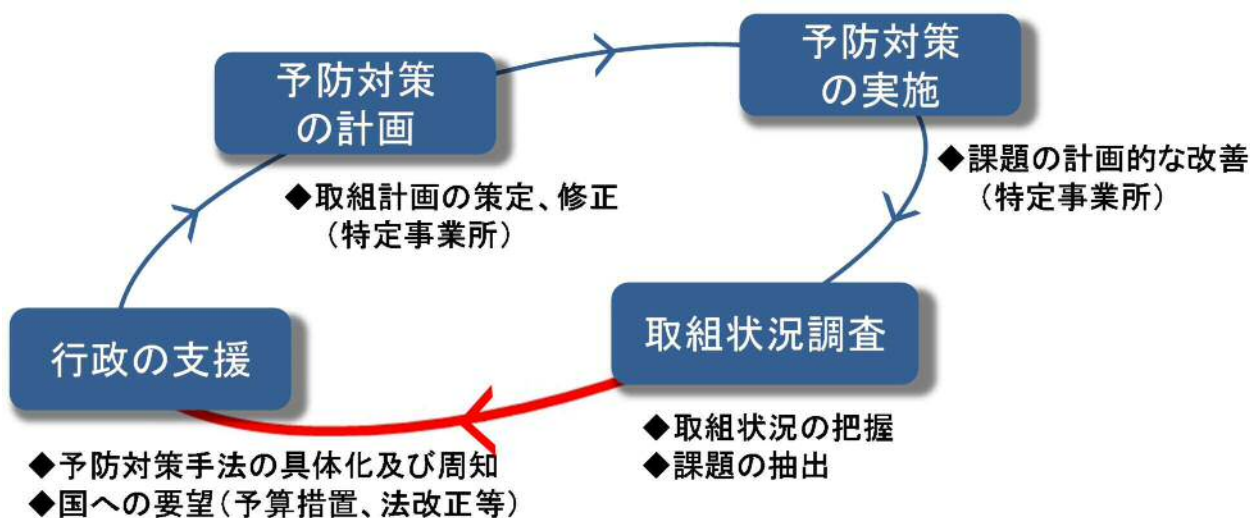 予防対策
の計画
予防対策
の実施
◆取組計画の策定、修正
(特定事業所)
◆課題の計画的な改善
(特定事業所)
行政の支援
取組状況調査
◆予防対策手法の具体化及び周知
◆国への要望(予算措置、法改正等)
◆取組状況の把握
◆課題の抽出